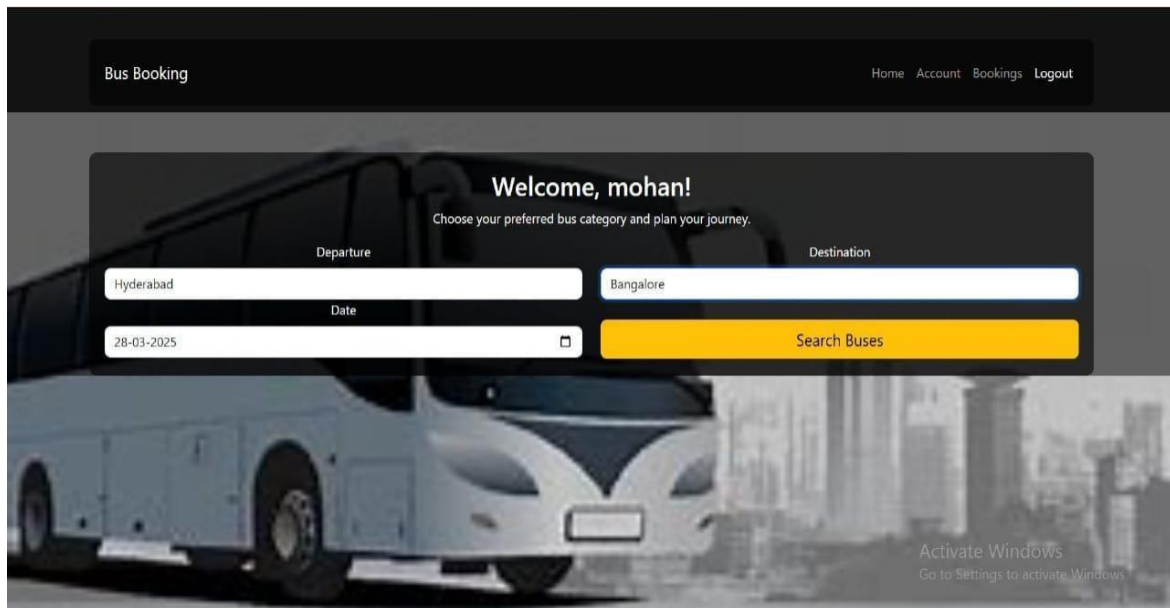 Bus Booking
Home Account Bookings Logout
Welcome, mohan!
Choose your preferred bus category and plan your journey.
Departure
Destination
Hyderabad
Bangalore
Date
28-03-2025
Search Buses
Activate Windows
Go to Settings to activate Windows.